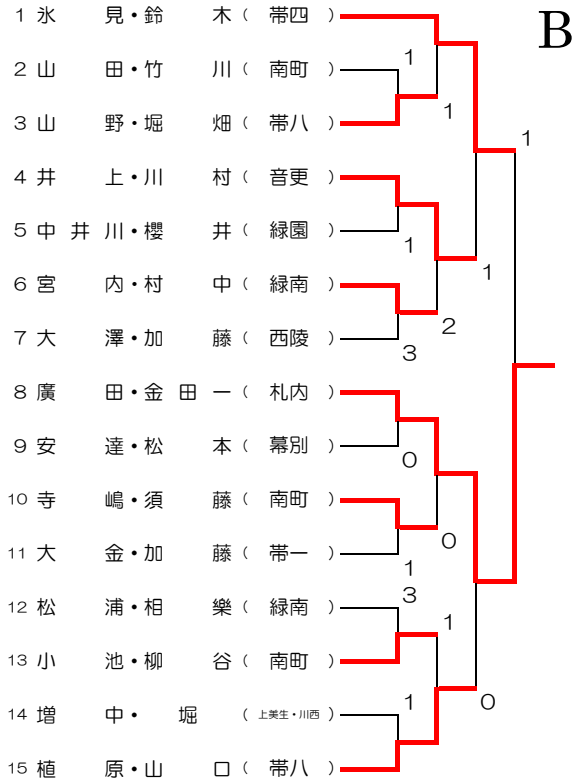 B
1 氷 見・鈴 木 ( 帯四 )
2 山 田・竹 川 ( 南町 )
3 山 野・堀 畑 ( 帯八 )
4 井 上・川 村 ( 音更 )
5 中 井 川・櫻 井 ( 緑園 )
6 宮 内・村 中 ( 緑南 )
7 大 澤・加 藤 ( 西陵 )
8 廣 田・金 田 一 ( 札内 )
9 安 達・松 本 ( 幕別 )
10 寺 嶋・須 藤 ( 南町 )
11 大 金・加 藤 ( 帯一 )
12 松 浦・相 樂 ( 緑南 )
13 小 池・柳 谷 ( 南町 )
14 増 中・ 堀 ( 上美生・川西 )
15 植 原・山 口 ( 帯八 )
1
1
1
1
1
2
3
0
0
1
3
1
1
0